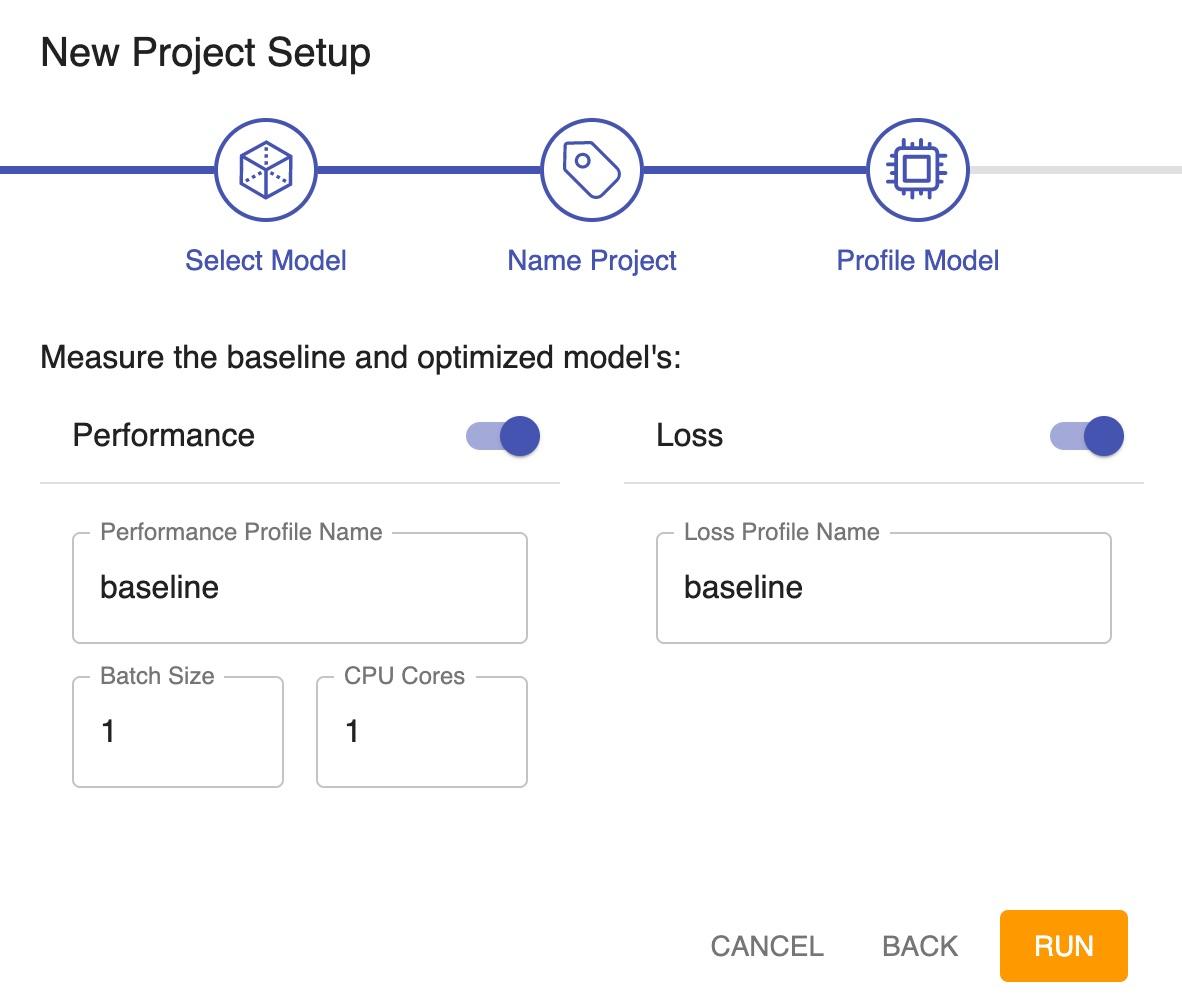 New Project Setup
Select Model
Name Project
Profile Model
Measure the baseline and optimized model's:
Performance
Loss
Performance Profile Name
baseline
Loss Profile Name
baseline
Batch Size
1
CPU Cores
1
CANCEL
BACK
RUN